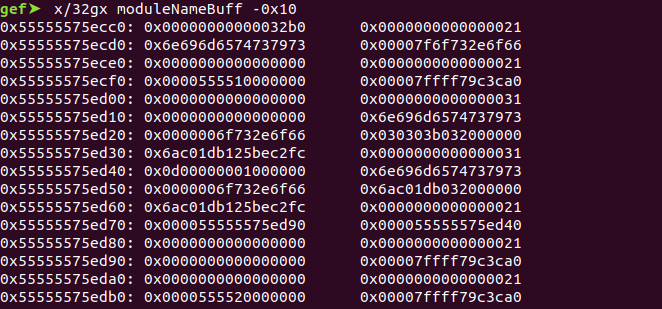 gef➤ x/32gx moduleNameBuff -0x10
0x55555575ecc0: 0x00000000000032b0 0x0000000000000021
0x55555575ecd0: 0x6e696d6574737973 0x00007f6f732e6f66
0x55555575ece0: 0x0000000000000000 0x0000000000000021
0x55555575ecf0: 0x0000555510000000 0x00007ffff79c3ca0
0x55555575ed00: 0x0000000000000000 0x0000000000000031
0x55555575ed10: 0x0000000000000000 0x6e696d6574737973
0x55555575ed20: 0x0000006f732e6f66 0x030303b032000000
0x55555575ed30: 0x6ac01db125bec2fc 0x0000000000000031
0x55555575ed40: 0x0d00000001000000 0x6e696d6574737973
0x55555575ed50: 0x0000006f732e6f66 0x6ac01db032000000
0x55555575ed60: 0x6ac01db125bec2fc 0x0000000000000021
0x55555575ed70: 0x000055555575ed90 0x000055555575ed40
0x55555575ed80: 0x0000000000000000 0x0000000000000021
0x55555575ed90: 0x0000000000000000 0x00007ffff79c3ca0
0x55555575eda0: 0x0000000000000000 0x0000000000000021
0x55555575edb0: 0x0000555520000000 0x00007ffff79c3ca0